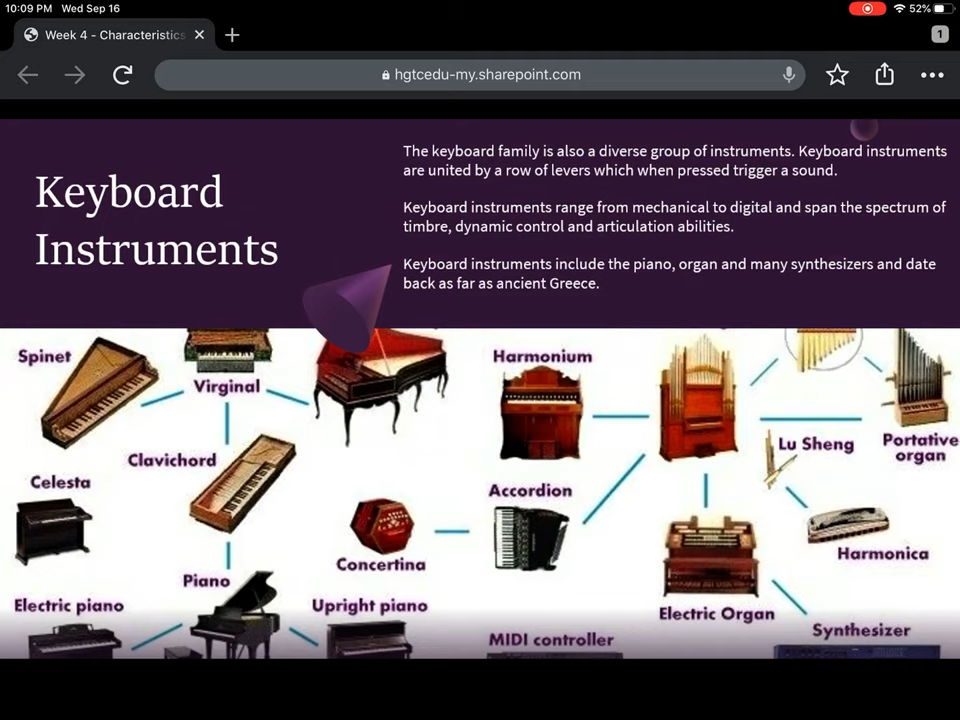 10:09 PM Wed Sep 16
52%
Week 4 - Characteristics
1
hgtcedu-my.sharepoint.com
Keyboard
Instruments
The keyboard family is also a diverse group of instruments. Keyboard instruments
are united by a row of levers which when pressed trigger a sound.
Keyboard instruments range from mechanical to digital and span the spectrum of
timbre, dynamic control and articulation abilities.
Keyboard instruments include the piano, organ and many synthesizers and date
back as far as ancient Greece.
Spinet
Virginal
Harmonium
Clavichord
Lu Sheng
Portative
organ
Celesta
Accordion
Concertina
Harmonica
Piano
Electric piano
Upright piano
Electric Organ
MIDI controller
Synthesizer